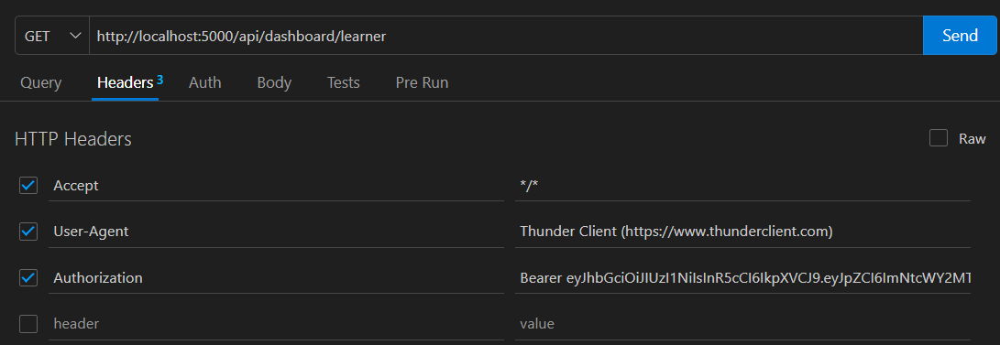 GET http://localhost:5000/api/dashboard/learner Send
Query Headers 3 Auth Body Tests Pre Run
HTTP Headers Raw
Accept */*
User-Agent Thunder Client (https://www.thunderclient.com)
Authorization Bearer eyJhbGciOiJIUzI1NiIsInR5cCI6IkpXVCJ9.eyJpZCI6ImNtcWY2MT
header value